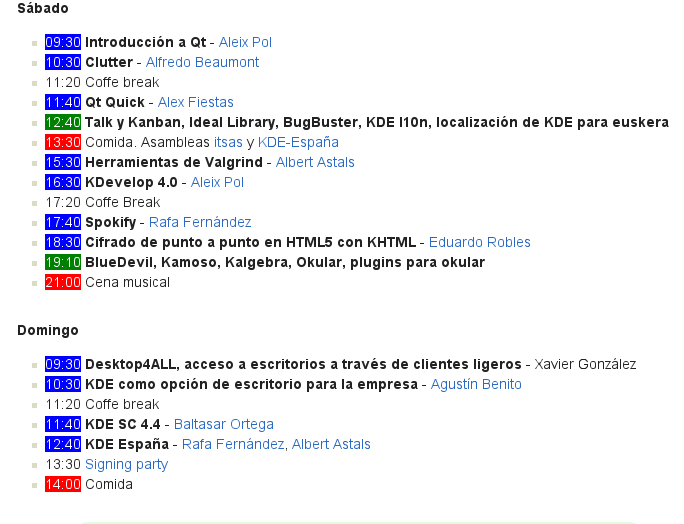 Sábado
09:30 Introducción a Qt - Aleix Pol
10:30 Clutter - Alfredo Beaumont
11:20 Coffe break
11:40 Qt Quick - Alex Fiestas
12:40 Talk y Kanban, Ideal Library, BugBuster, KDE l10n, localización de KDE para euskera
13:30 Comida. Asambleas itsas y KDE-España
15:30 Herramientas de Valgrind - Albert Astals
16:30 KDevelop 4.0 - Aleix Pol
17:20 Coffe Break
17:40 Spokify - Rafa Fernández
18:30 Cifrado de punto a punto en HTML5 con KHTML - Eduardo Robles
19:10 BlueDevil, Kamoso, Kalgebra, Okular, plugins para okular
21:00 Cena musical
Domingo
09:30 Desktop4ALL, acceso a escritorios a través de clientes ligeros - Xavier González
10:30 KDE como opción de escritorio para la empresa - Agustín Benito
11:20 Coffe break
11:40 KDE SC 4.4 - Baltasar Ortega
12:40 KDE España - Rafa Fernández, Albert Astals
13:30 Signing party
14:00 Comida